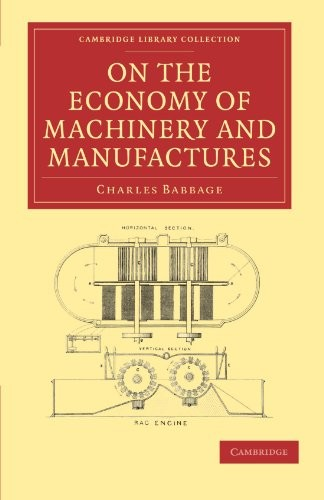 CAMBRIDGE LIBRARY COLLECTION
ON THE
ECONOMY OF
MACHINERY AND
MANUFACTURES
CHARLES BABBAGE
HORIZONTAL SECTION.
VERTICAL SECTION
RAG ENGINE
CAMBRIDGE